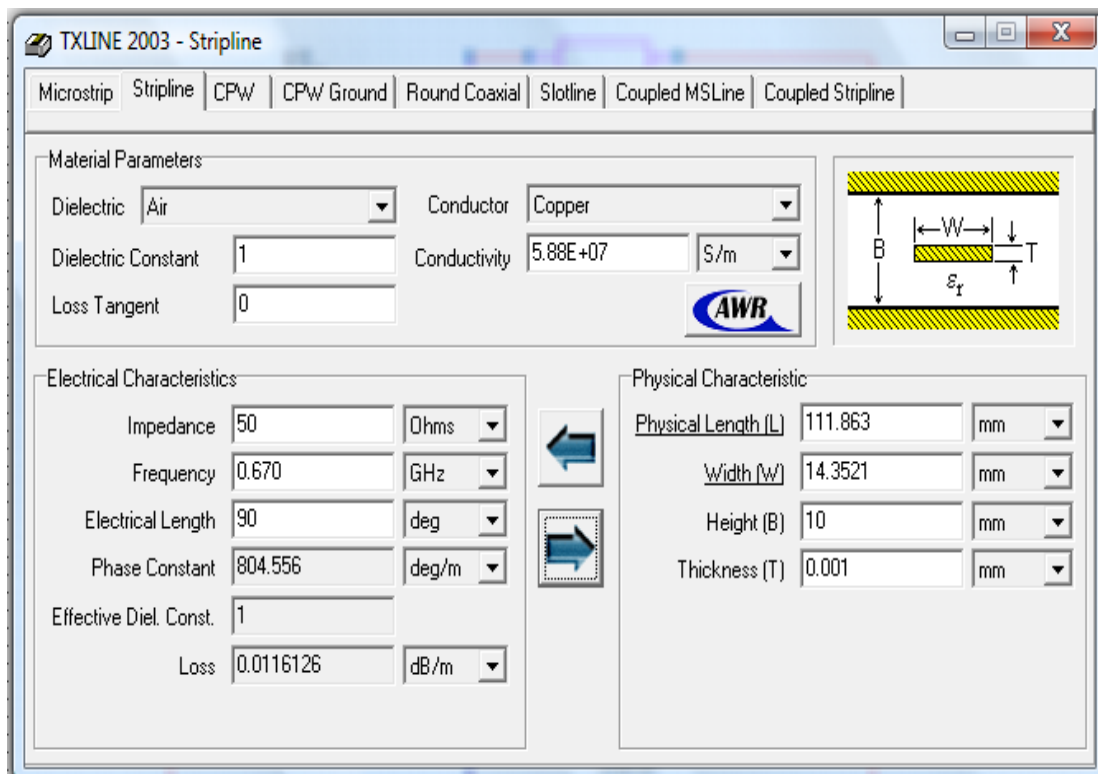 TXLINE 2003 - Stripline
Microstrip Stripline CPW CPW Ground Round Coaxial Slotline Coupled MSLine Coupled Stripline
Material Parameters
Dielectric Air Conductor Copper
Dielectric Constant 1 Conductivity 5.88E+07 S/m
Loss Tangent 0
AWR
W
B
T
εr
Electrical Characteristics
Impedance 50 Ohms
Frequency 0.670 GHz
Electrical Length 90 deg
Phase Constant 804.556 deg/m
Effective Diel. Const. 1
Loss 0.0116126 dB/m
Physical Characteristic
Physical Length (L) 111.863 mm
Width (W) 14.3521 mm
Height (B) 10 mm
Thickness (T) 0.001 mm